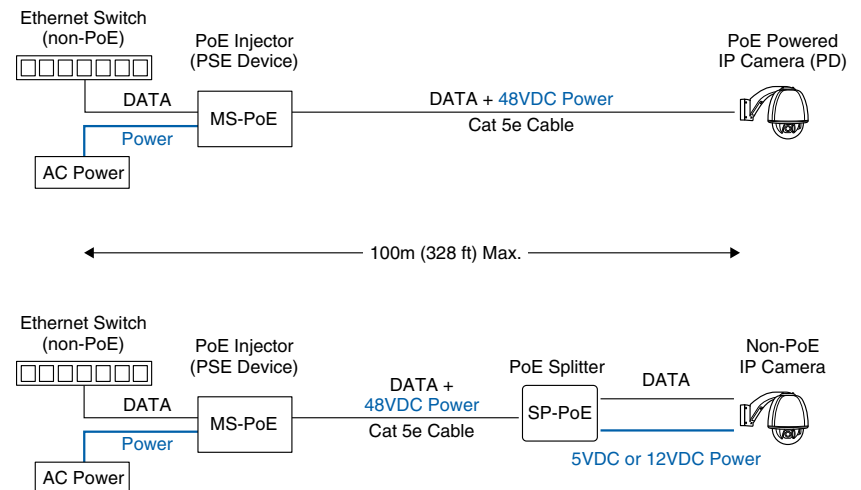 Ethernet Switch
(non-PoE)
PoE Injector
(PSE Device)
PoE Powered
IP Camera (PD)
DATA
MS-PoE
DATA + 48VDC Power
Cat 5e Cable
Power
AC Power
100m (328 ft) Max.
Ethernet Switch
(non-PoE)
PoE Injector
(PSE Device)
PoE Splitter
Non-PoE
IP Camera
DATA
MS-PoE
DATA +
48VDC Power
Cat 5e Cable
SP-PoE
DATA
Power
5VDC or 12VDC Power
AC Power